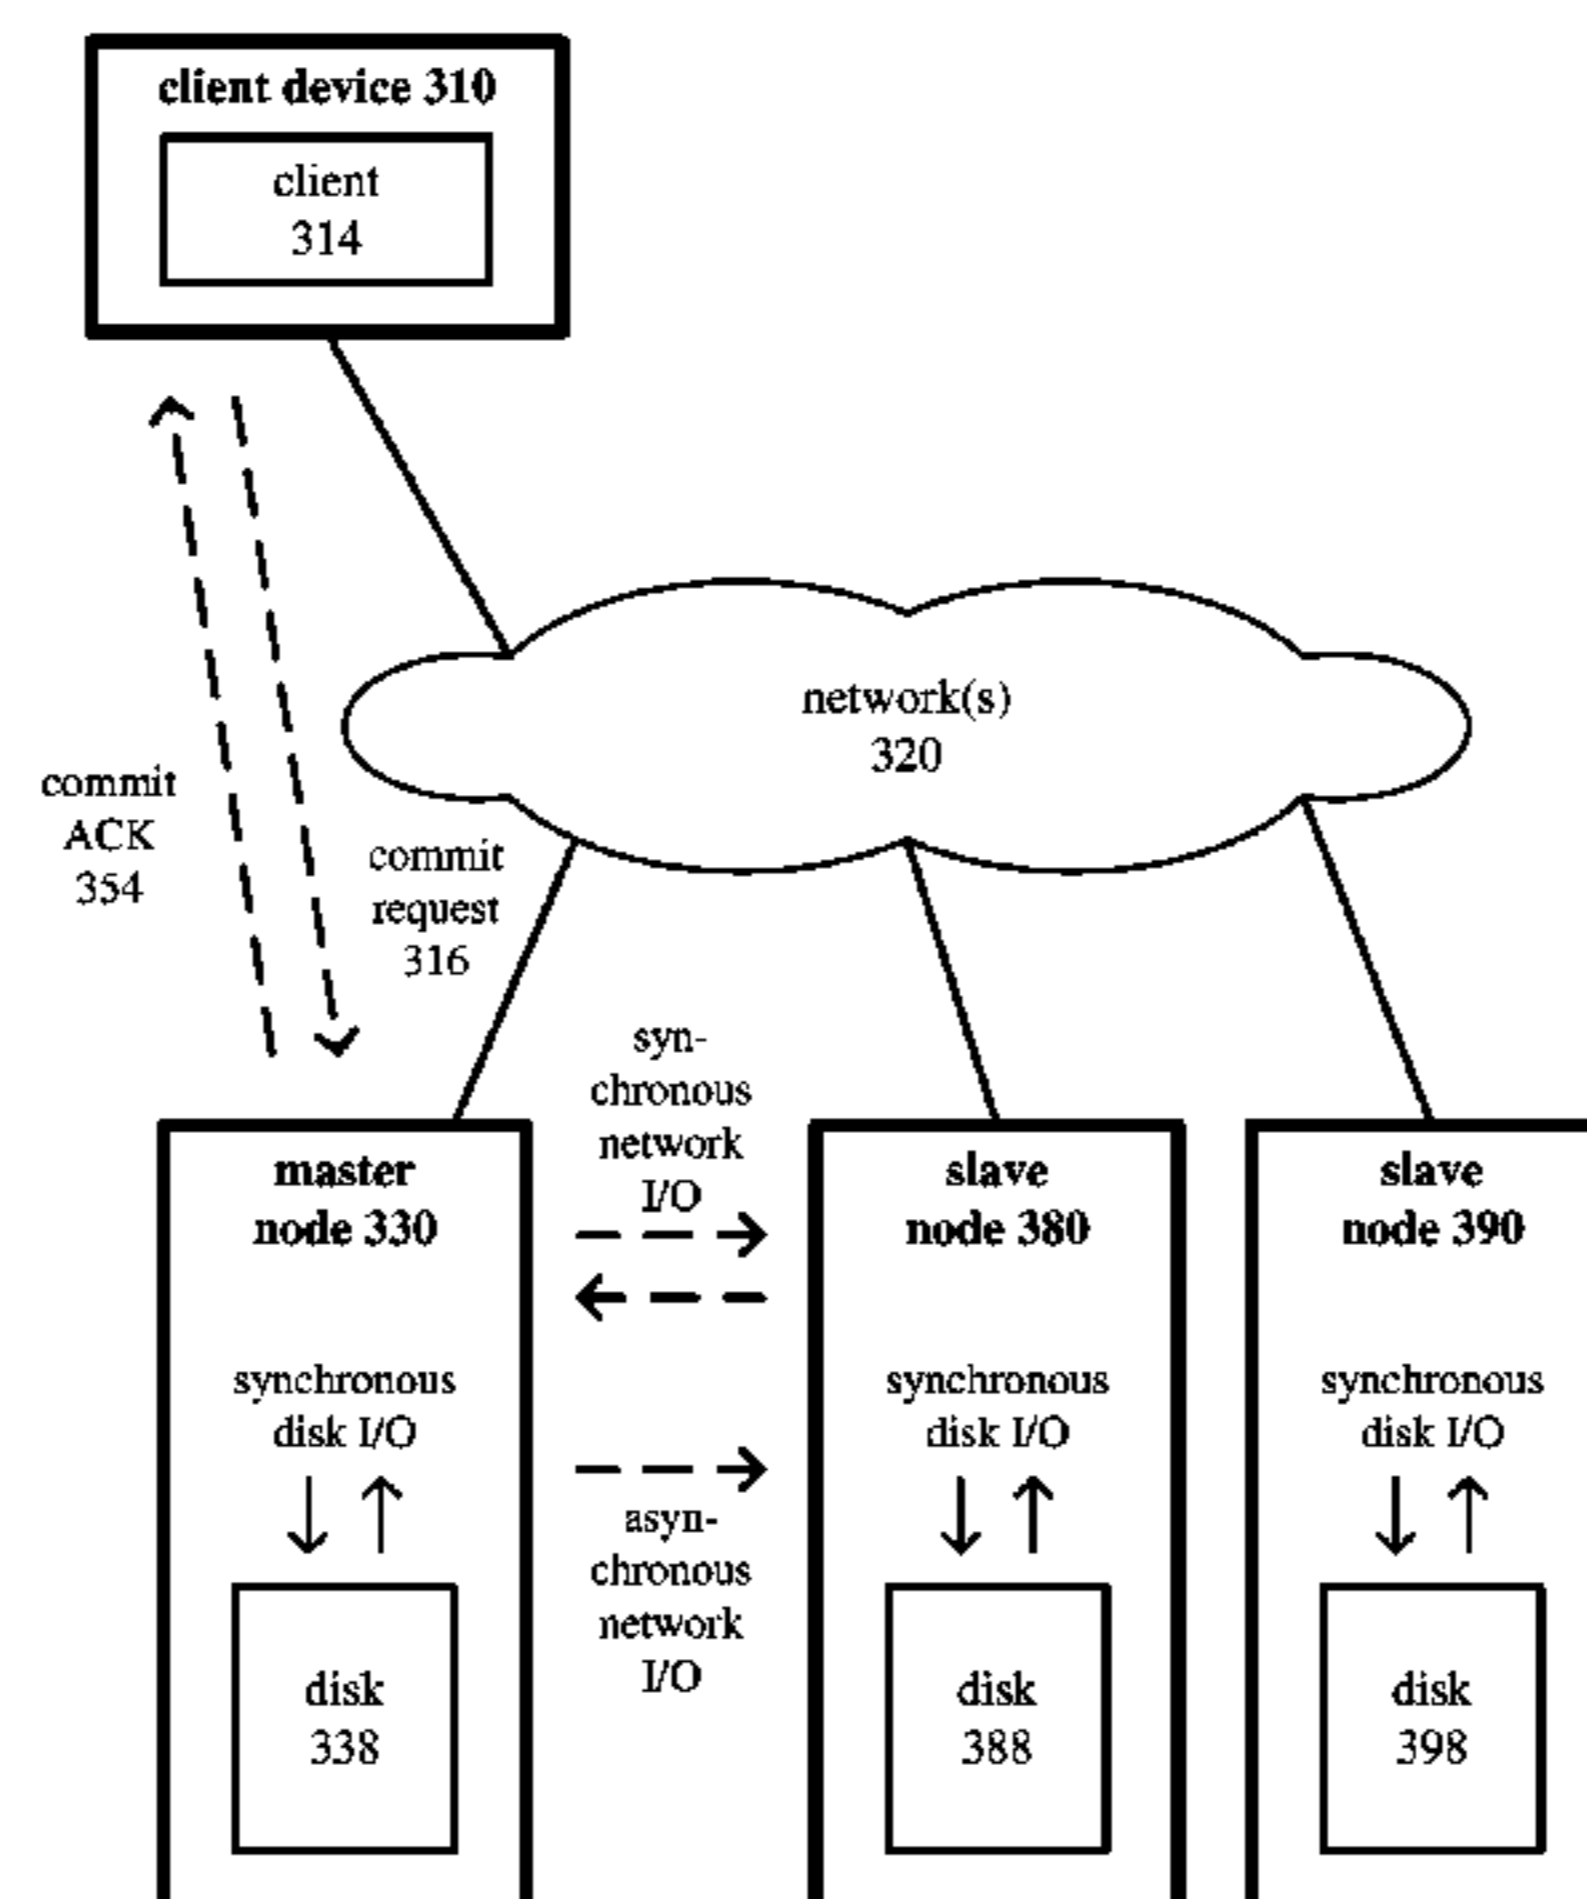 client device 310
client
314
network(s)
320
commit
ACK
354
commit
request
316
syn-
chronous
network
I/O
master
node 330
slave
node 380
slave
node 390
synchronous
disk I/O
synchronous
disk I/O
synchronous
disk I/O
asyn-
chronous
network
I/O
disk
338
disk
388
disk
398